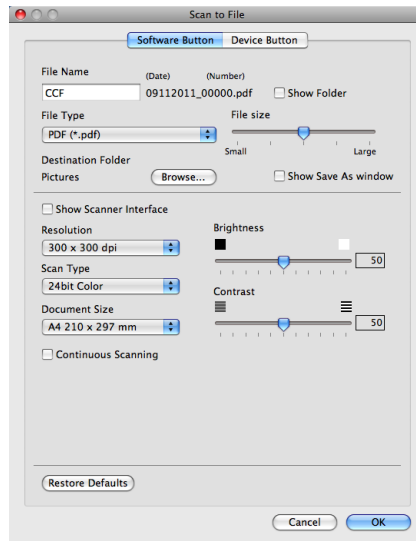 Scan to File
Software Button Device Button
File Name (Date) (Number)
CCF 09112011_00000.pdf Show Folder
File Type File size
PDF (*.pdf)
Small Large
Destination Folder
Pictures Browse... Show Save As window
Show Scanner Interface
Resolution Brightness
300 x 300 dpi 50
Scan Type
24bit Color
Contrast
Document Size
A4 210 x 297 mm 50
Continuous Scanning
Restore Defaults
Cancel OK